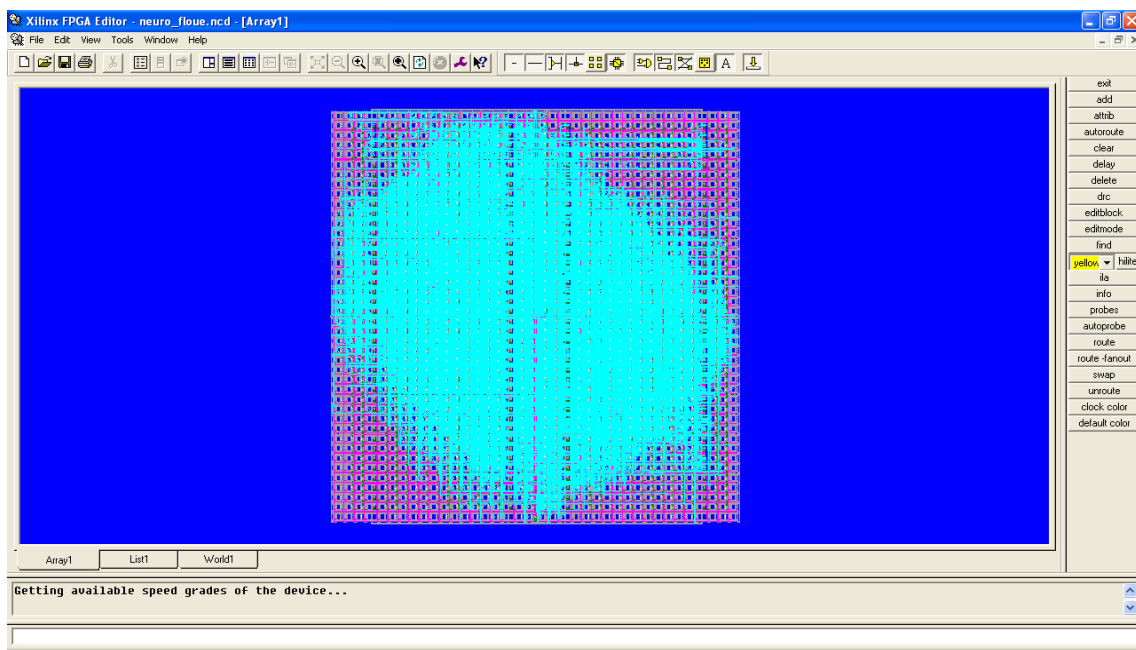 Xilinx FPGA Editor - neuro_floue.ncd - [Array1]
File Edit View Tools Window Help
A
exit
add
attrib
autoroute
clear
delay
delete
drc
editblock
editmode
find
yellow hilite
ila
info
probes
autoprobe
route
route -fanout
swap
unroute
clock color
default color
Array1 List1 World1
Getting available speed grades of the device...